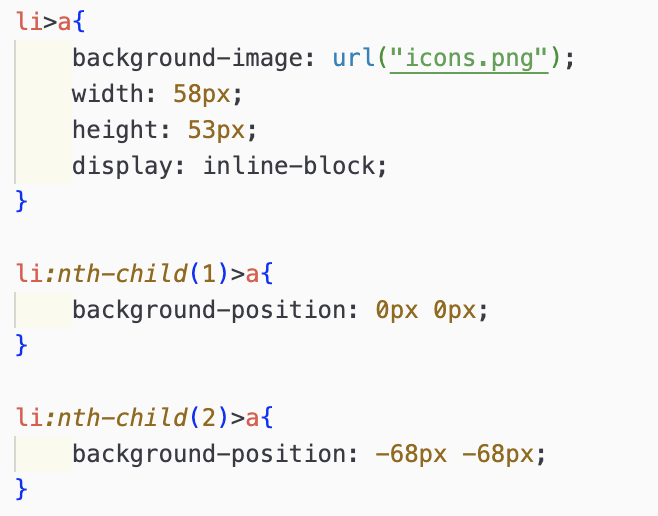 li>a{
    background-image: url("icons.png");
    width: 58px;
    height: 53px;
    display: inline-block;
}

li:nth-child(1)>a{
    background-position: 0px 0px;
}

li:nth-child(2)>a{
    background-position: -68px -68px;
}